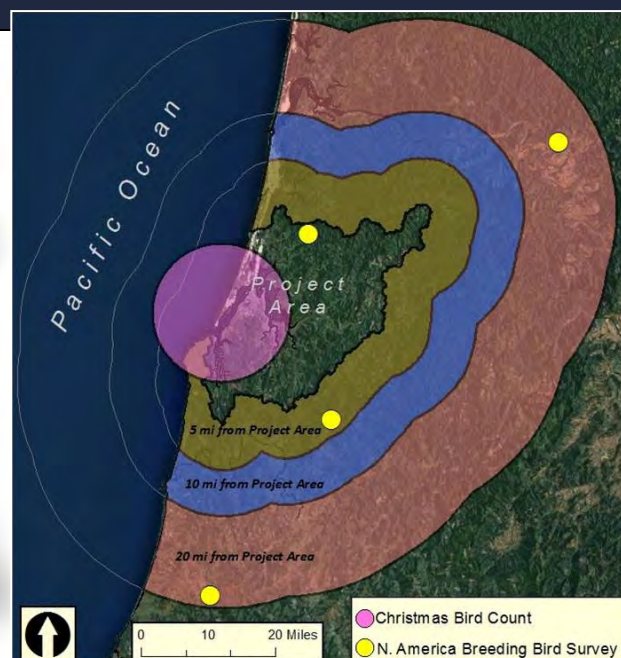 Pacific Ocean
Project
Area
5 mi from Project Area
10 mi from Project Area
20 mi from Project Area
0 10 20 Miles
Christmas Bird Count
N. America Breeding Bird Survey